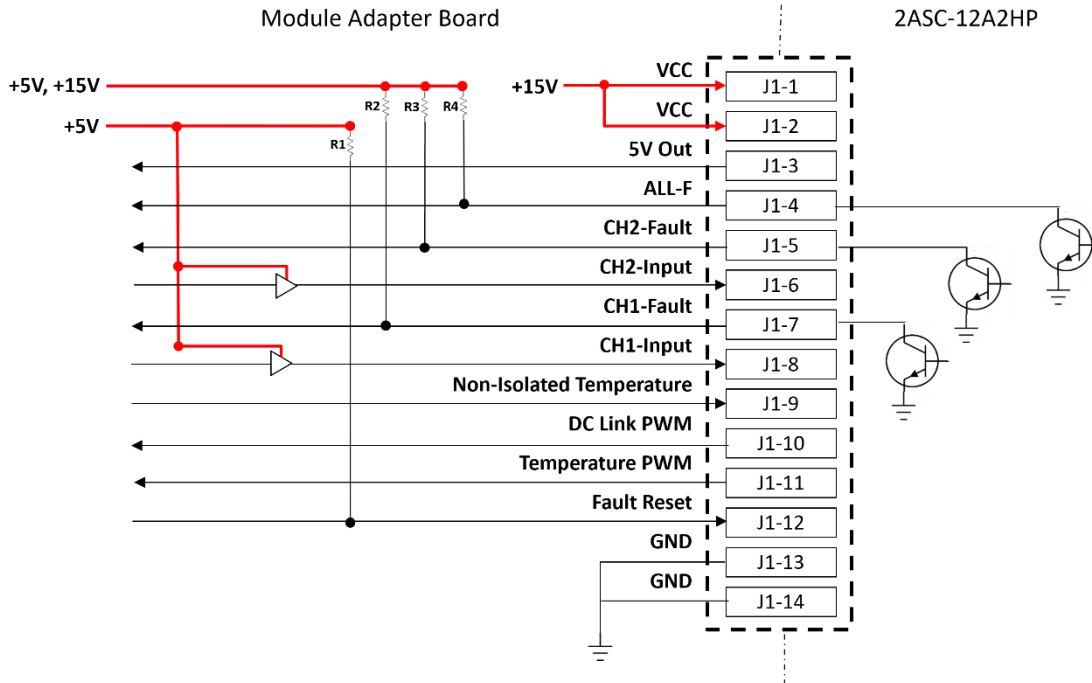 Module Adapter Board
2ASC-12A2HP
+5V, +15V
+5V
R1
R2
R3
R4
+15V
VCC
J1-1
VCC
J1-2
5V Out
J1-3
ALL-F
J1-4
CH2-Fault
J1-5
CH2-Input
J1-6
CH1-Fault
J1-7
CH1-Input
J1-8
Non-Isolated Temperature
J1-9
DC Link PWM
J1-10
Temperature PWM
J1-11
Fault Reset
J1-12
GND
J1-13
GND
J1-14